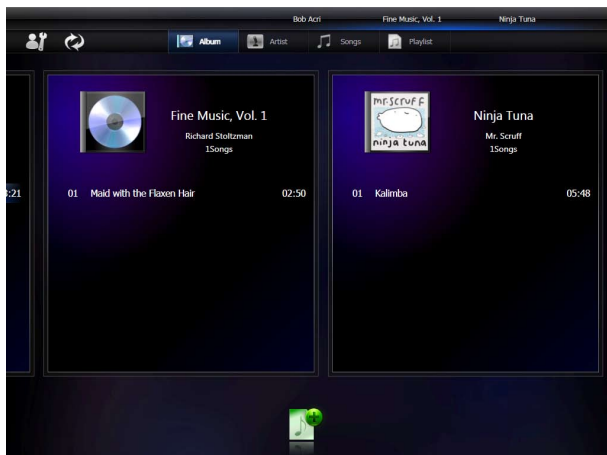 Bob Acri Fine Music, Vol. 1 Ninja Tuna
Album Artist Songs Playlist
Fine Music, Vol. 1
Richard Stoltzman
1Songs
01 Maid with the Flaxen Hair 02:50
mr.scruff
ninja tuna
Ninja Tuna
Mr. Scruff
1Songs
01 Kalimba 05:48
:21